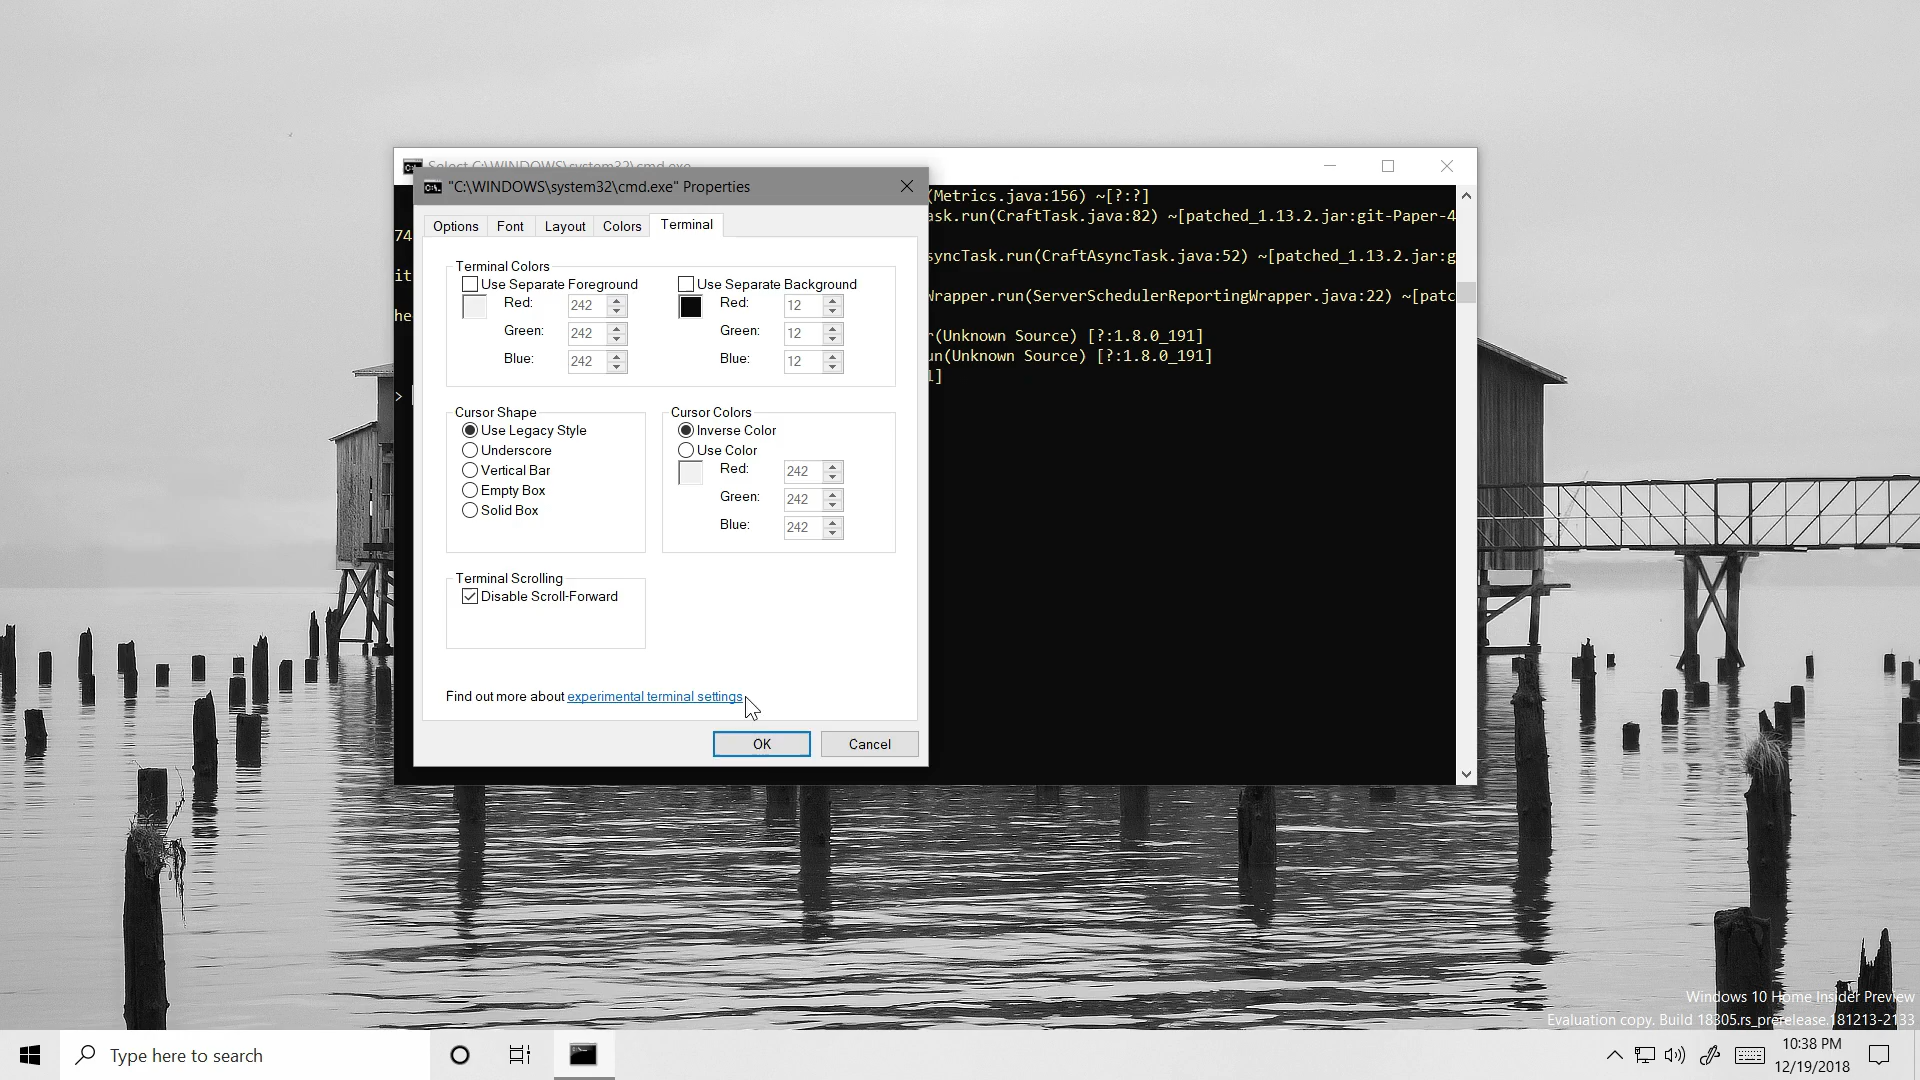 Select C:\WINDOWS\system32\cmd.exe
"C:\WINDOWS\system32\cmd.exe" Properties
Options Font Layout Colors Terminal
Terminal Colors
Use Separate Foreground
Red: 242
Green: 242
Blue: 242
Use Separate Background
Red: 12
Green: 12
Blue: 12
Cursor Shape
Use Legacy Style
Underscore
Vertical Bar
Empty Box
Solid Box
Cursor Colors
Inverse Color
Use Color
Red: 242
Green: 242
Blue: 242
Terminal Scrolling
Disable Scroll-Forward
Find out more about experimental terminal settings
OK Cancel
(Metrics.java:156) ~[?:?]
ask.run(CraftTask.java:82) ~[patched_1.13.2.jar:git-Paper-4
74
syncTask.run(CraftAsyncTask.java:52) ~[patched_1.13.2.jar:g
it
Wrapper.run(ServerSchedulerReportingWrapper.java:22) ~[patc
he
r(Unknown Source) [?:1.8.0_191]
un(Unknown Source) [?:1.8.0_191]
1]
>
Windows 10 Home Insider Preview
Evaluation copy. Build 18305.rs_prerelease.181213-2133
Type here to search
10:38 PM
12/19/2018